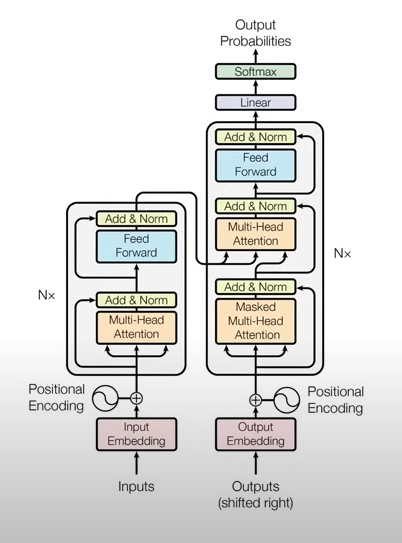 Output
Probabilities
Softmax
Linear
Add & Norm
Feed
Forward
Add & Norm
Multi-Head
Attention
Add & Norm
Masked
Multi-Head
Attention
N×
Positional
Encoding
Output
Embedding
Outputs
(shifted right)
Add & Norm
Feed
Forward
Add & Norm
Multi-Head
Attention
N×
Positional
Encoding
Input
Embedding
Inputs